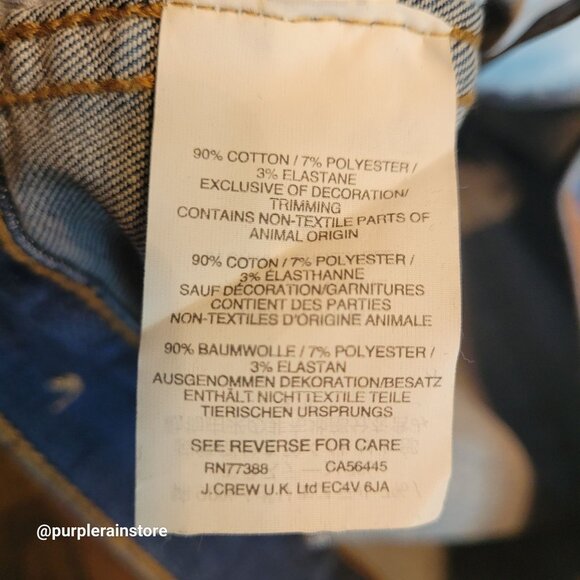 90% COTTON / 7% POLYESTER /
3% ELASTANE
EXCLUSIVE OF DECORATION/
TRIMMING
CONTAINS NON-TEXTILE PARTS OF
ANIMAL ORIGIN
90% COTON / 7% POLYESTER /
3% ÉLASTHANNE
SAUF DÉCORATION/GARNITURES
CONTIENT DES PARTIES
NON-TEXTILES D'ORIGINE ANIMALE
90% BAUMWOLLE / 7% POLYESTER /
3% ELASTAN
AUSGENOMMEN DEKORATION/BESATZ
ENTHÄLT NICHTTEXTILE TEILE
TIERISCHEN URSPRUNGS
SEE REVERSE FOR CARE
RN77388 CA56445
J.CREW U.K. Ltd EC4V 6JA
@purplerainstore